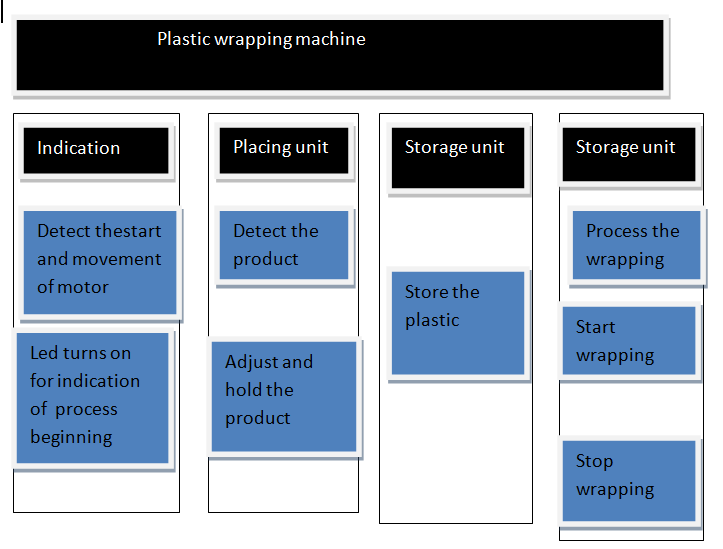 Plastic wrapping machine
Indication
Detect thestart
and movement
of motor
Led turns on
for indication
of process
beginning
Placing unit
Detect the
product
Adjust and
hold the
product
Storage unit
Store the
plastic
Storage unit
Process the
wrapping
Start
wrapping
Stop
wrapping